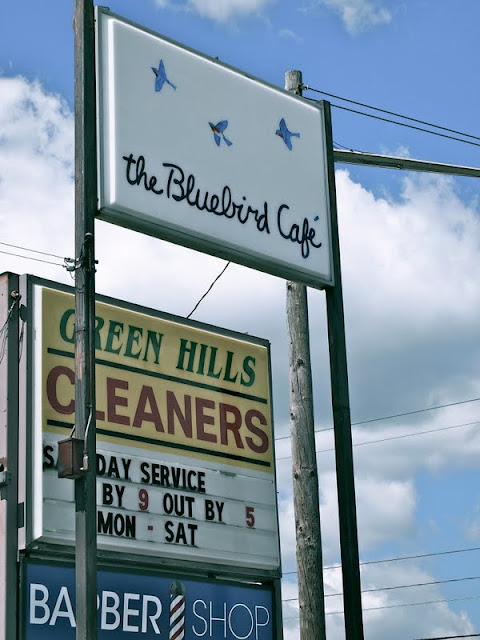 the Bluebird Café
GREEN HILLS
CLEANERS
DAY SERVICE
BY 9 OUT BY 5
MON - SAT
BARBER SHOP